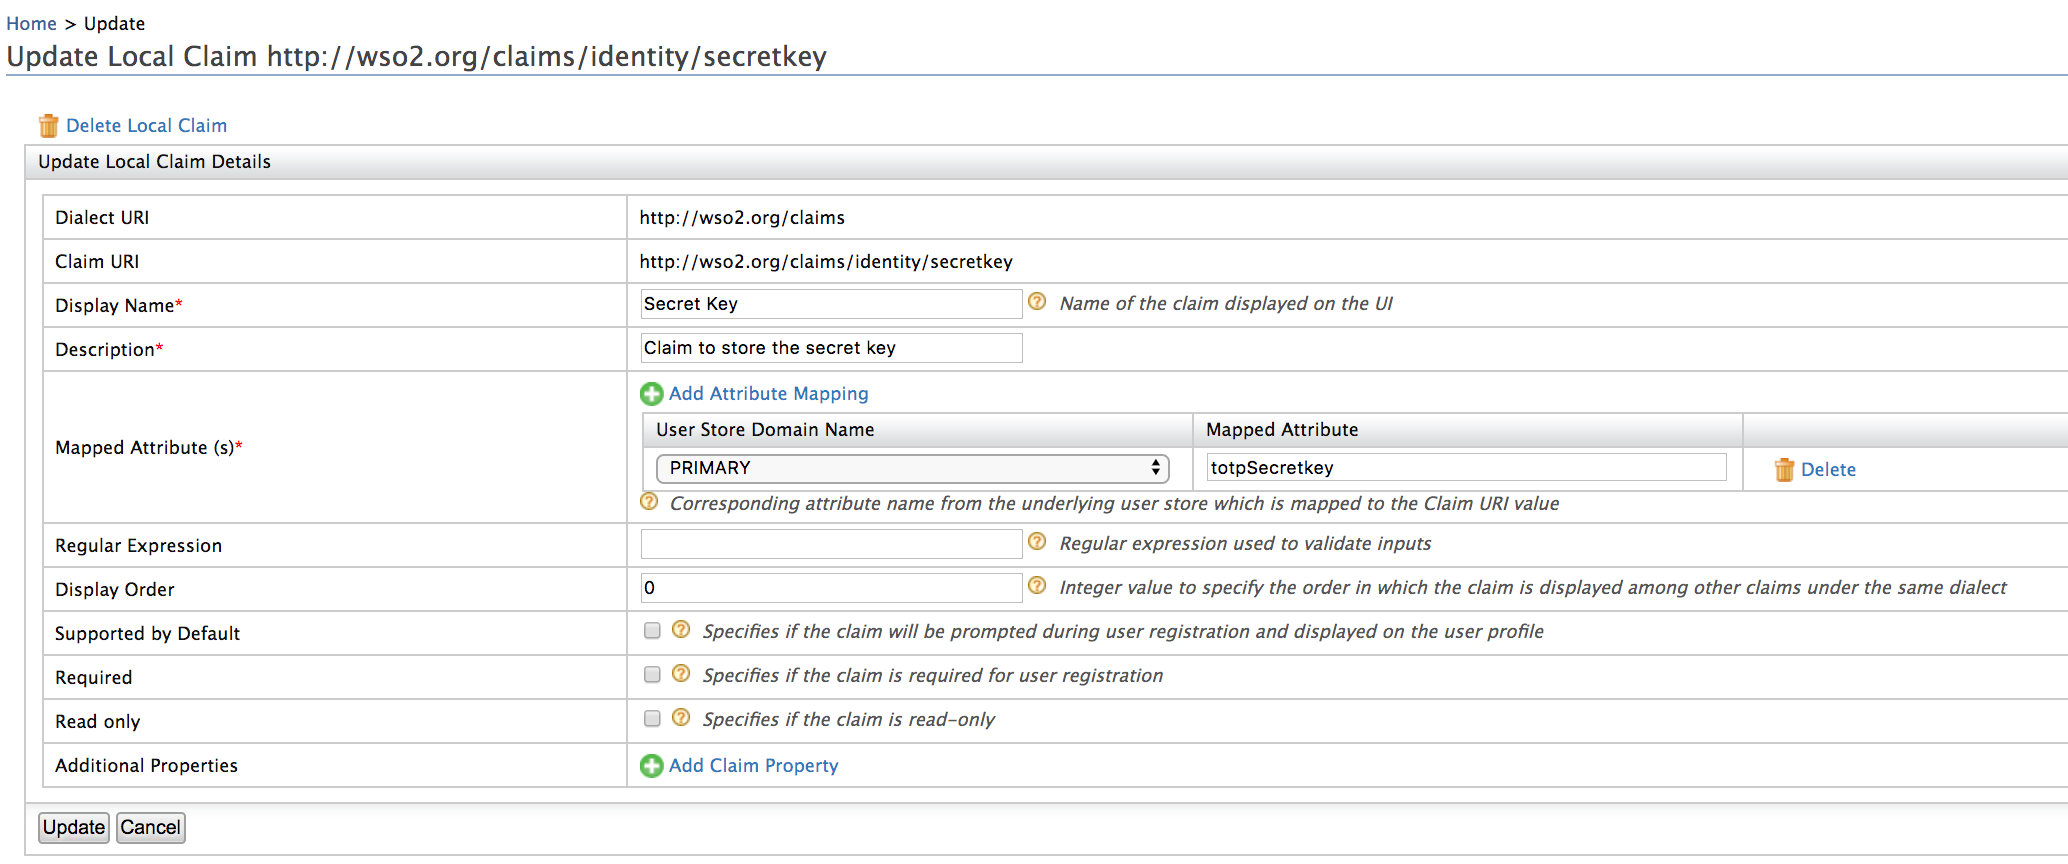 Home > Update
Update Local Claim http://wso2.org/claims/identity/secretkey
Delete Local Claim
Update Local Claim Details
Dialect URI http://wso2.org/claims
Claim URI http://wso2.org/claims/identity/secretkey
Display Name* Secret Key ? Name of the claim displayed on the UI
Description* Claim to store the secret key
Add Attribute Mapping
User Store Domain Name Mapped Attribute
Mapped Attribute (s)*
PRIMARY totpSecretkey Delete
? Corresponding attribute name from the underlying user store which is mapped to the Claim URI value
Regular Expression ? Regular expression used to validate inputs
Display Order 0 ? Integer value to specify the order in which the claim is displayed among other claims under the same dialect
Supported by Default ? Specifies if the claim will be prompted during user registration and displayed on the user profile
Required ? Specifies if the claim is required for user registration
Read only ? Specifies if the claim is read-only
Additional Properties Add Claim Property
Update Cancel